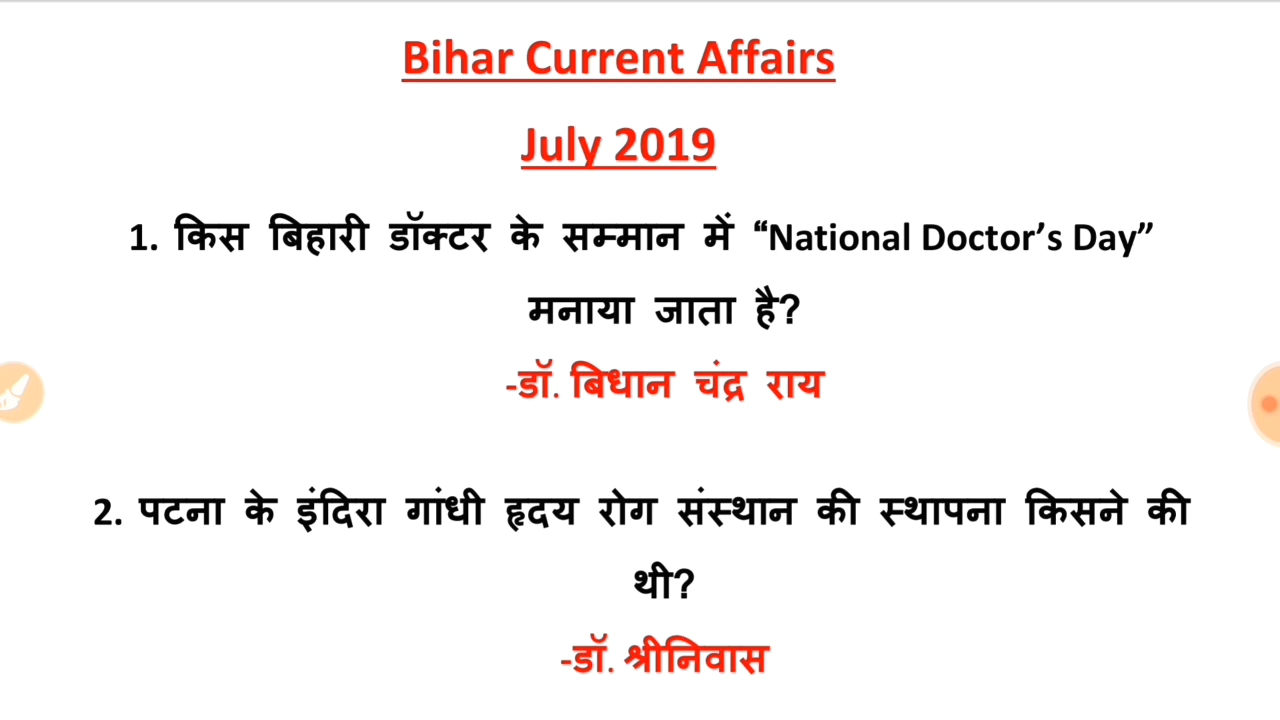 Bihar Current Affairs
July 2019
1. किस बिहारी डॉक्टर के सम्मान में “National Doctor’s Day”
मनाया जाता है?
-डॉ. बिधान चंद्र राय
2. पटना के इंदिरा गांधी हृदय रोग संस्थान की स्थापना किसने की
थी?
-डॉ. श्रीनिवास